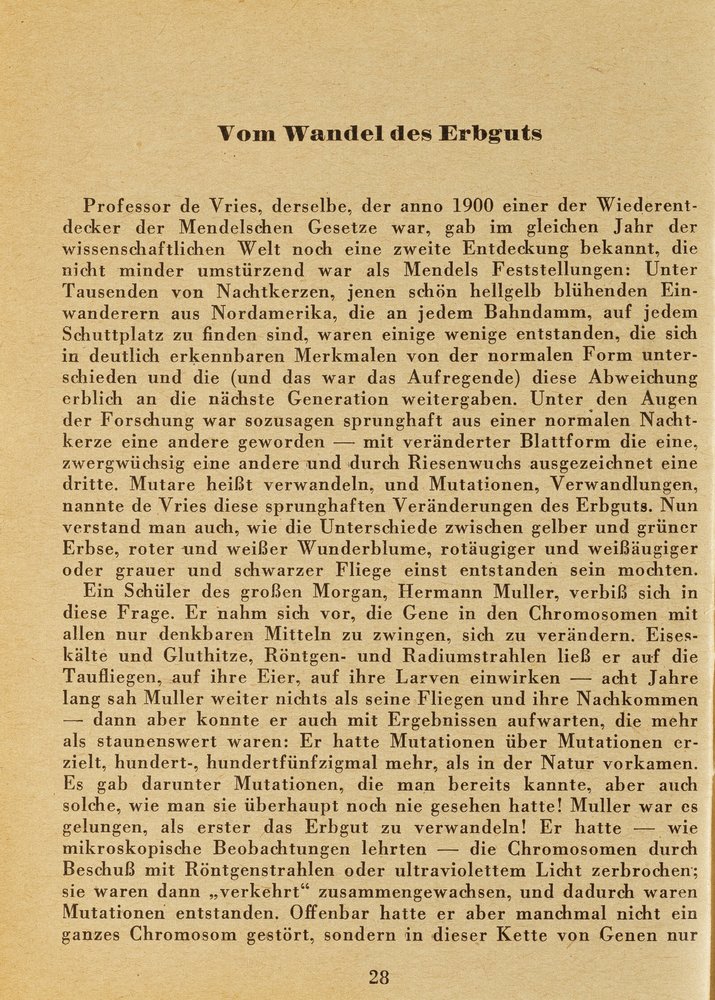 Vom Wandel des Erbguts
Professor de Vries, derselbe, der anno 1900 einer der Wiederent-
decker der Mendelschen Gesetze war, gab im gleichen Jahr der
wissenschaftlichen Welt noch eine zweite Entdeckung bekannt, die
nicht minder umstürzend war als Mendels Feststellungen: Unter
Tausenden von Nachtkerzen, jenen schön hellgelb blühenden Ein-
wanderern aus Nordamerika, die an jedem Bahndamm, auf jedem
Schuttplatz zu finden sind, waren einige wenige entstanden, die sich
in deutlich erkennbaren Merkmalen von der normalen Form unter-
schieden und die (und das war das Aufregende) diese Abweichung
erblich an die nächste Generation weitergaben. Unter den Augen
der Forschung war sozusagen sprunghaft aus einer normalen Nacht-
kerze eine andere geworden — mit veränderter Blattform die eine,
zwergwüchsig eine andere und durch Riesenwuchs ausgezeichnet eine
dritte. Mutare heißt verwandeln, und Mutationen, Verwandlungen,
nannte de Vries diese sprunghaften Veränderungen des Erbguts. Nun
verstand man auch, wie die Unterschiede zwischen gelber und grüner
Erbse, roter und weißer Wunderblume, rotäugiger und weißäugiger
oder grauer und schwarzer Fliege einst entstanden sein mochten.
Ein Schüler des großen Morgan, Hermann Muller, verbiß sich in
diese Frage. Er nahm sich vor, die Gene in den Chromosomen mit
allen nur denkbaren Mitteln zu zwingen, sich zu verändern. Eises-
kälte und Gluthitze, Röntgen- und Radiumstrahlen ließ er auf die
Taufliegen, auf ihre Eier, auf ihre Larven einwirken — acht Jahre
lang sah Muller weiter nichts als seine Fliegen und ihre Nachkommen
— dann aber konnte er auch mit Ergebnissen aufwarten, die mehr
als staunenswert waren: Er hatte Mutationen über Mutationen er-
zielt, hundert-, hundertfünfzigmal mehr, als in der Natur vorkamen.
Es gab darunter Mutationen, die man bereits kannte, aber auch
solche, wie man sie überhaupt noch nie gesehen hatte! Muller war es
gelungen, als erster das Erbgut zu verwandeln! Er hatte — wie
mikroskopische Beobachtungen lehrten — die Chromosomen durch
Beschuß mit Röntgenstrahlen oder ultraviolettem Licht zerbrochen;
sie waren dann „verkehrt“ zusammengewachsen, und dadurch waren
Mutationen entstanden. Offenbar hatte er aber manchmal nicht ein
ganzes Chromosom gestört, sondern in dieser Kette von Genen nur
28